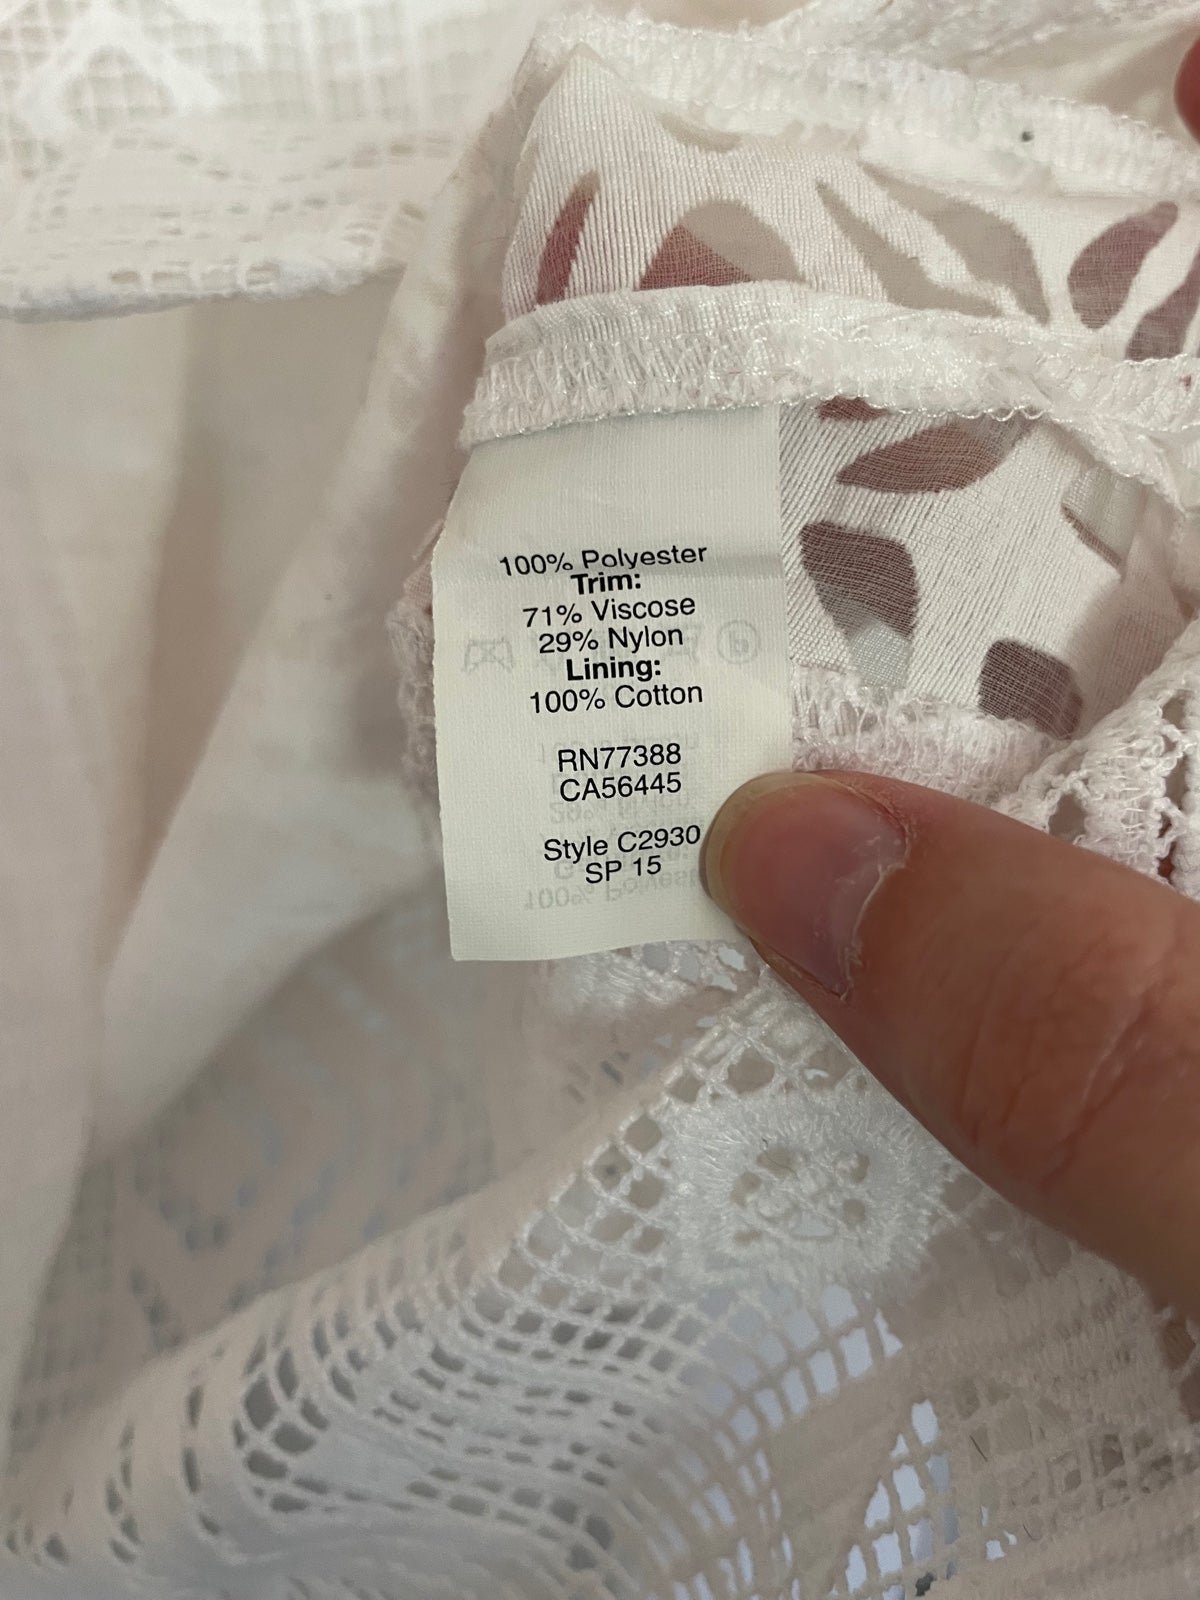 100% Polyester
Trim:
71% Viscose
29% Nylon
Lining:
100% Cotton
RN77388
CA56445
Style C2930
SP 15